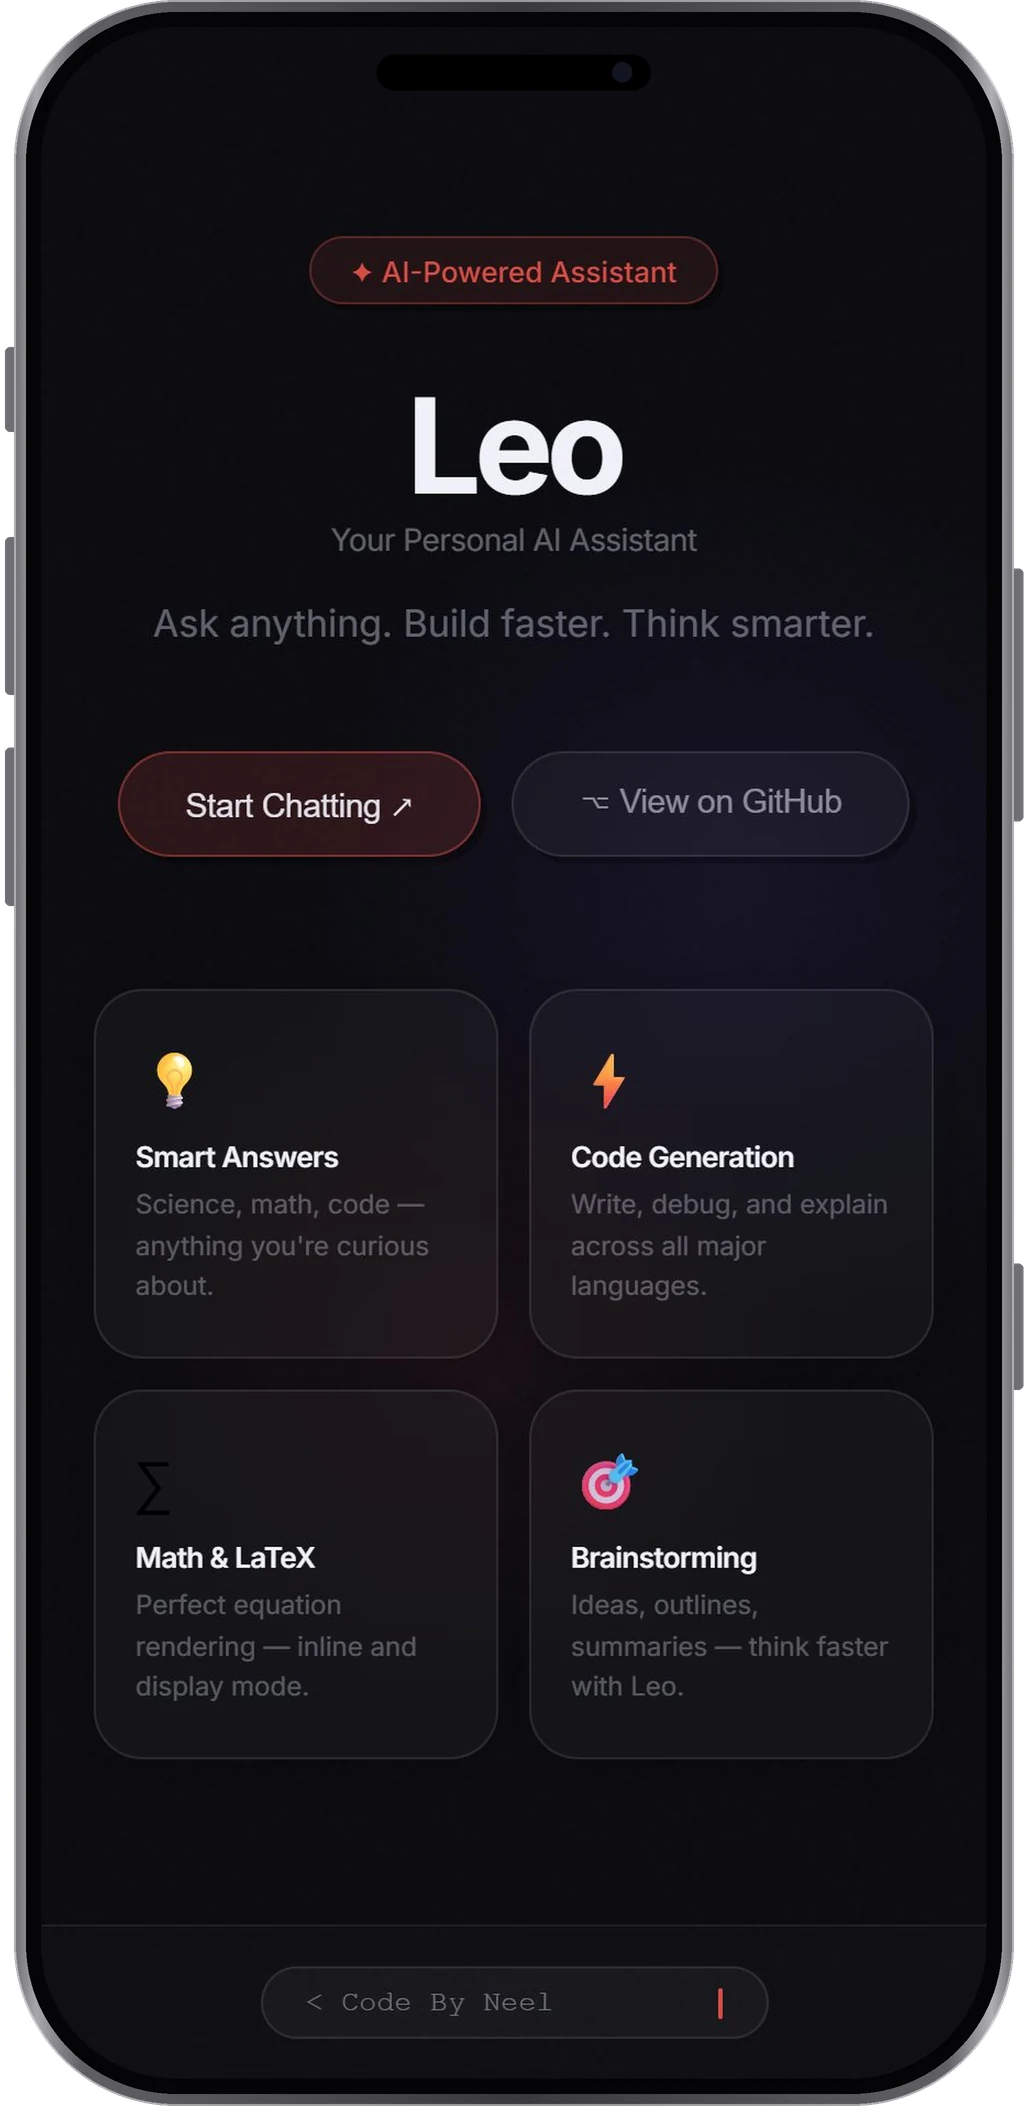 ✦ AI-Powered Assistant
Leo
Your Personal AI Assistant
Ask anything. Build faster. Think smarter.
Start Chatting ↗
⌥ View on GitHub
Smart Answers
Science, math, code —
anything you're curious
about.
Code Generation
Write, debug, and explain
across all major
languages.
∑
Math & LaTeX
Perfect equation
rendering — inline and
display mode.
Brainstorming
Ideas, outlines,
summaries — think faster
with Leo.
< Code By Neel